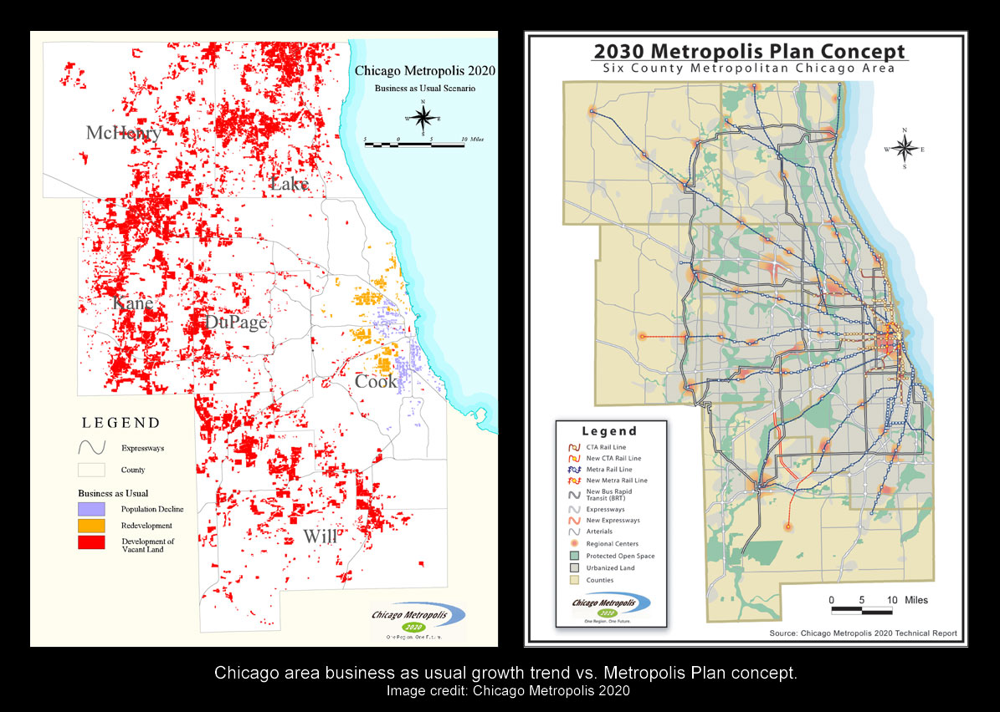 Chicago Metropolis 2020
Business as Usual Scenario
N
W E
S
5 0 5 10 Miles
McHenry
Lake
Kane
DuPage
Cook
Will
LEGEND
Expressways
County
Business as Usual
Population Decline
Redevelopment
Development of
Vacant Land
Chicago Metropolis
2020
One Region. One Future.
2030 Metropolis Plan Concept
Six County Metropolitan Chicago Area
N
W E
S
Legend
CTA Rail Line
New CTA Rail Line
Metra Rail Line
New Metra Rail Line
New Bus Rapid
Transit (BRT)
Expressways
New Expressways
Arterials
Regional Centers
Protected Open Space
Urbanized Land
Counties
Chicago Metropolis
2020
One Region. One Future.
0 5 10 Miles
Source: Chicago Metropolis 2020 Technical Report
Chicago area business as usual growth trend vs. Metropolis Plan concept.
Image credit: Chicago Metropolis 2020